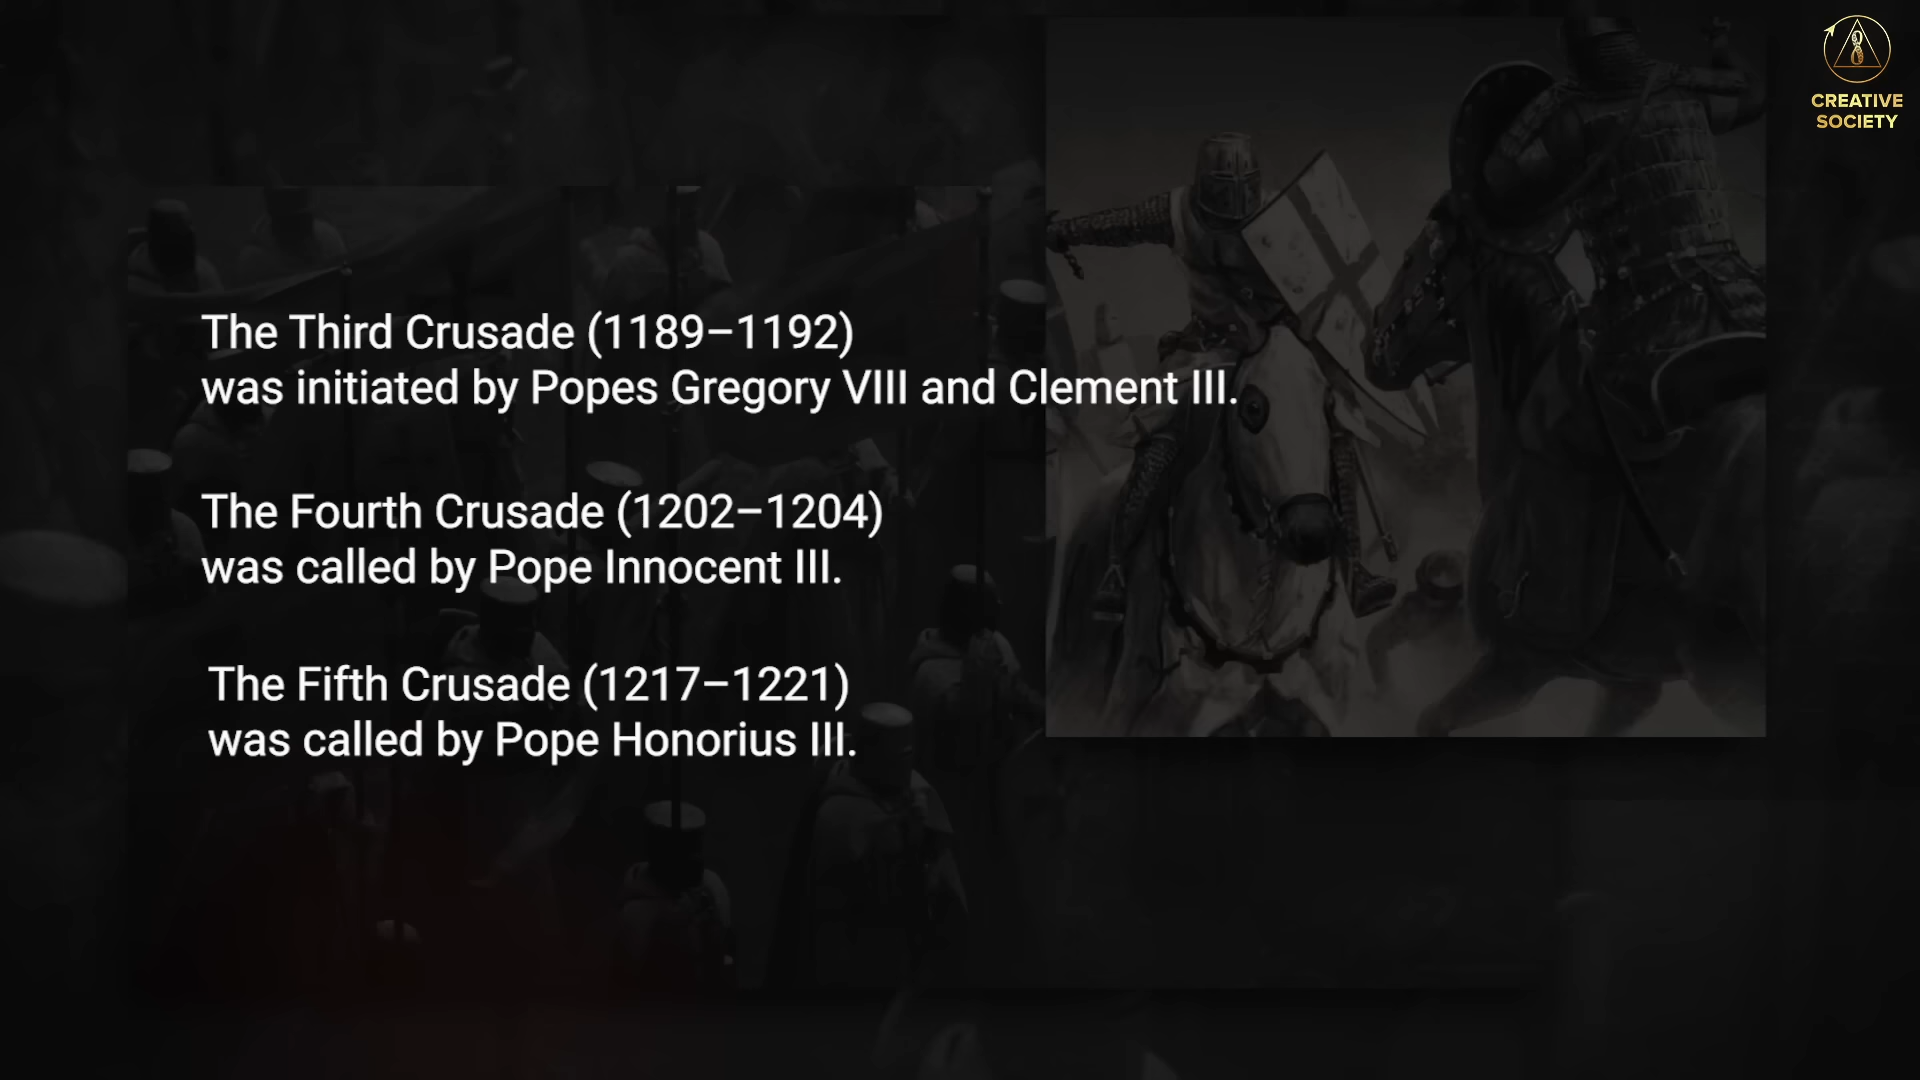 CREATIVE
SOCIETY
The Third Crusade (1189–1192)
was initiated by Popes Gregory VIII and Clement III.
The Fourth Crusade (1202–1204)
was called by Pope Innocent III.
The Fifth Crusade (1217–1221)
was called by Pope Honorius III.